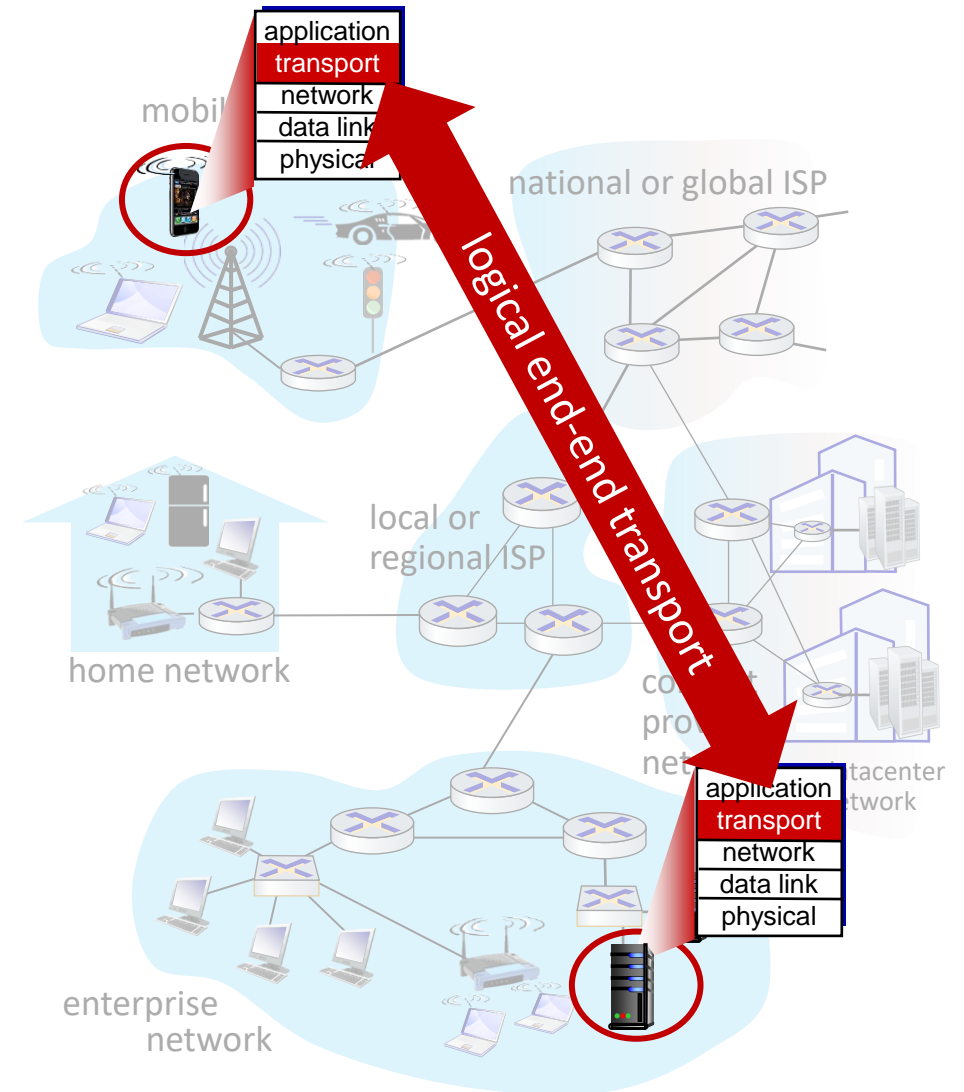 application
transport
network
data link
physical
mobil
national or global ISP
logical end-end transport
local or
regional ISP
home network
application
transport
network
data link
physical
enterprise
network